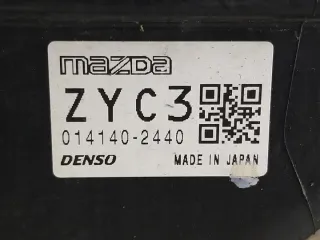 mazda
ZYC3
014140-2440
DENSO MADE IN JAPAN